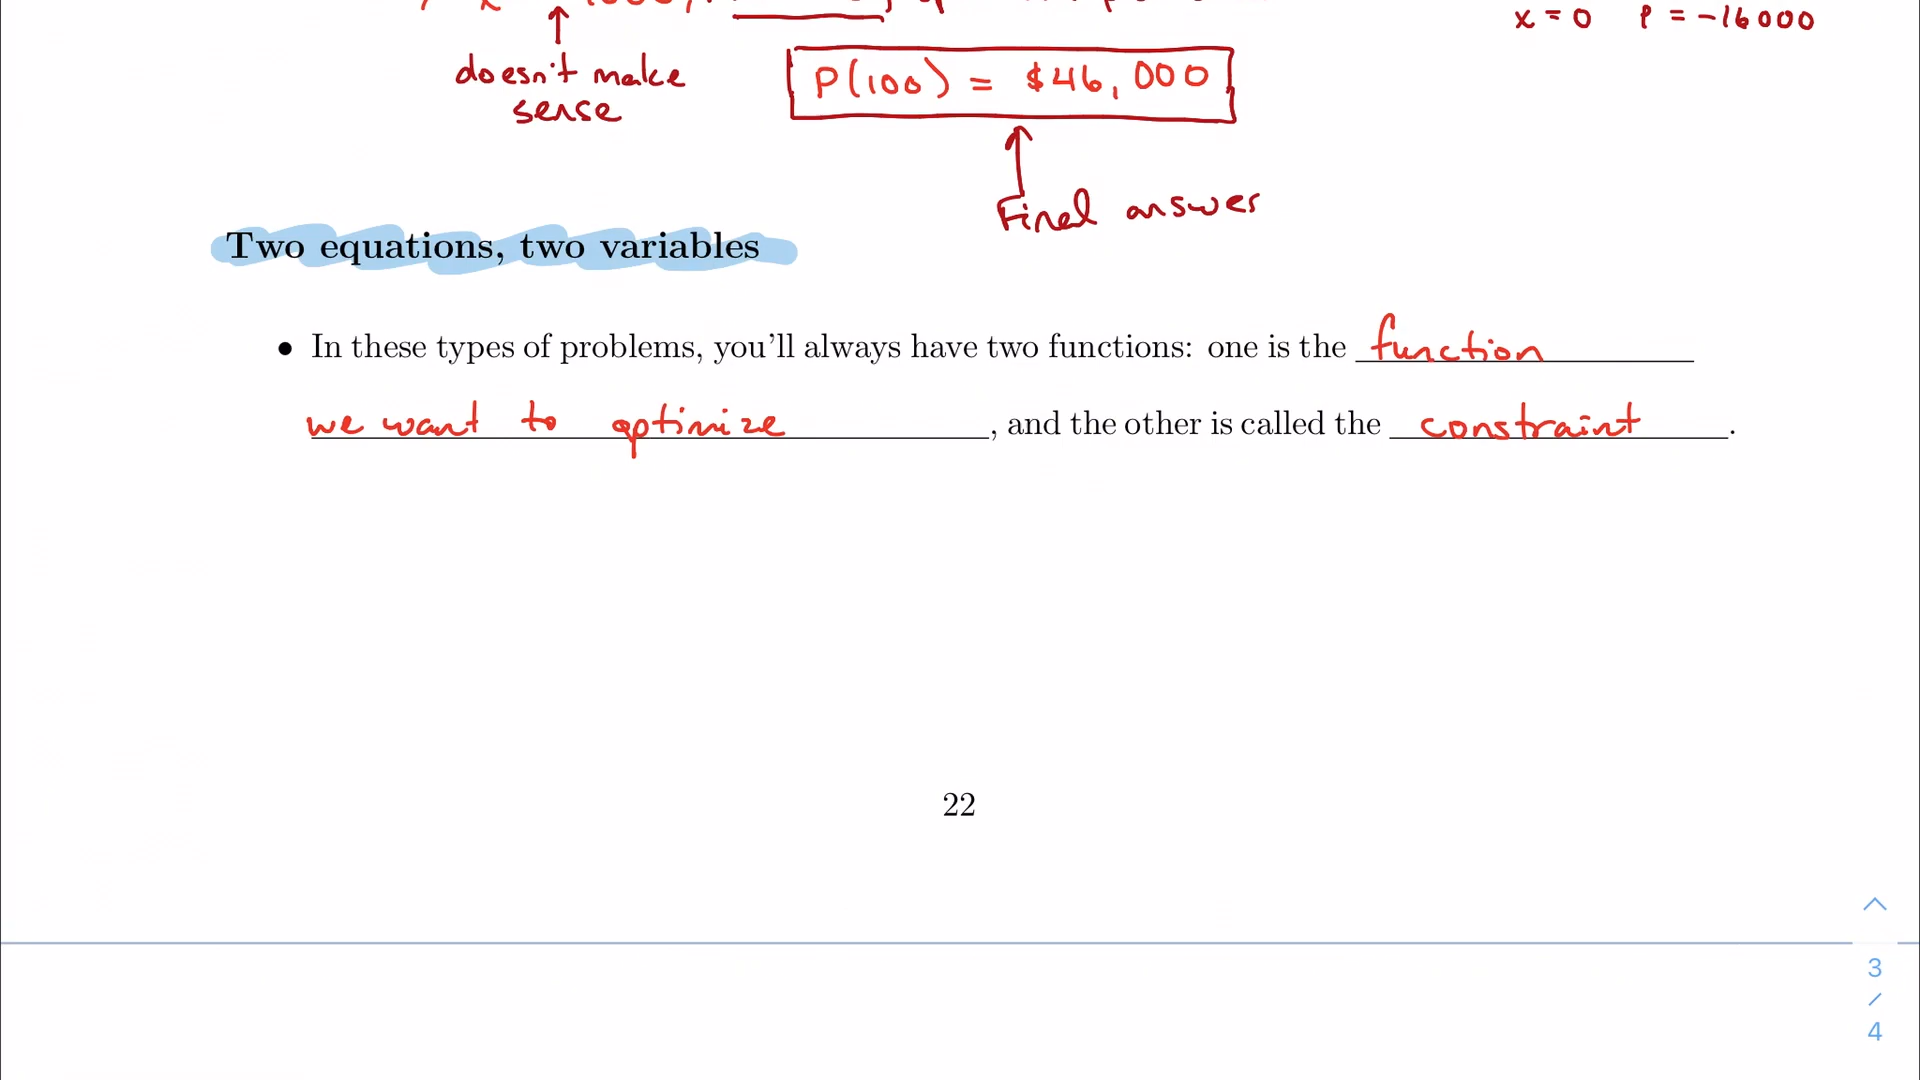 x = 0 P = -16000
doesn't make
sense
P(100) = $46,000
Final answer
Two equations, two variables
• In these types of problems, you'll always have two functions: one is the function
we want to optimize, and the other is called the constraint.
22
3
/
4